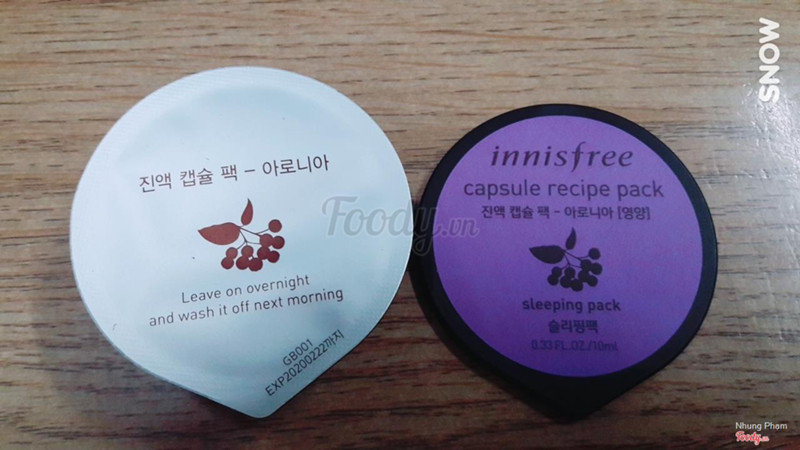 진액 캡슐 팩 - 아로니아
Leave on overnight
and wash it off next morning
GB001
EXP20200222까지
innisfree
capsule recipe pack
진액 캡슐 팩 - 아로니아 [영양]
sleeping pack
슬리핑팩
0.33 FL.OZ./10ml
Foody.vn
SNOW
Nhung Phạm
Foody.vn